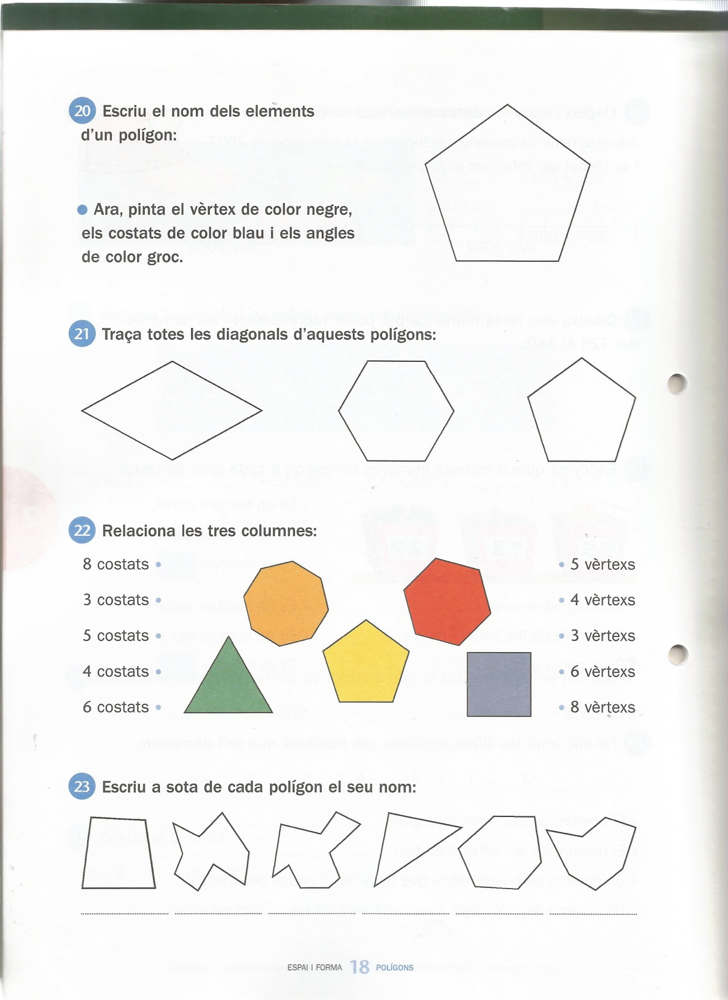 20 Escriu el nom dels elements
d'un polígon:
Ara, pinta el vèrtex de color negre,
els costats de color blau i els angles
de color groc.
21 Traça totes les diagonals d'aquests polígons:
22 Relaciona les tres columnes:
8 costats • • 5 vèrtexs
3 costats • • 4 vèrtexs
5 costats • • 3 vèrtexs
4 costats • • 6 vèrtexs
6 costats • • 8 vèrtexs
23 Escriu a sota de cada polígon el seu nom:
ESPAI I FORMA 18 POLÍGONS